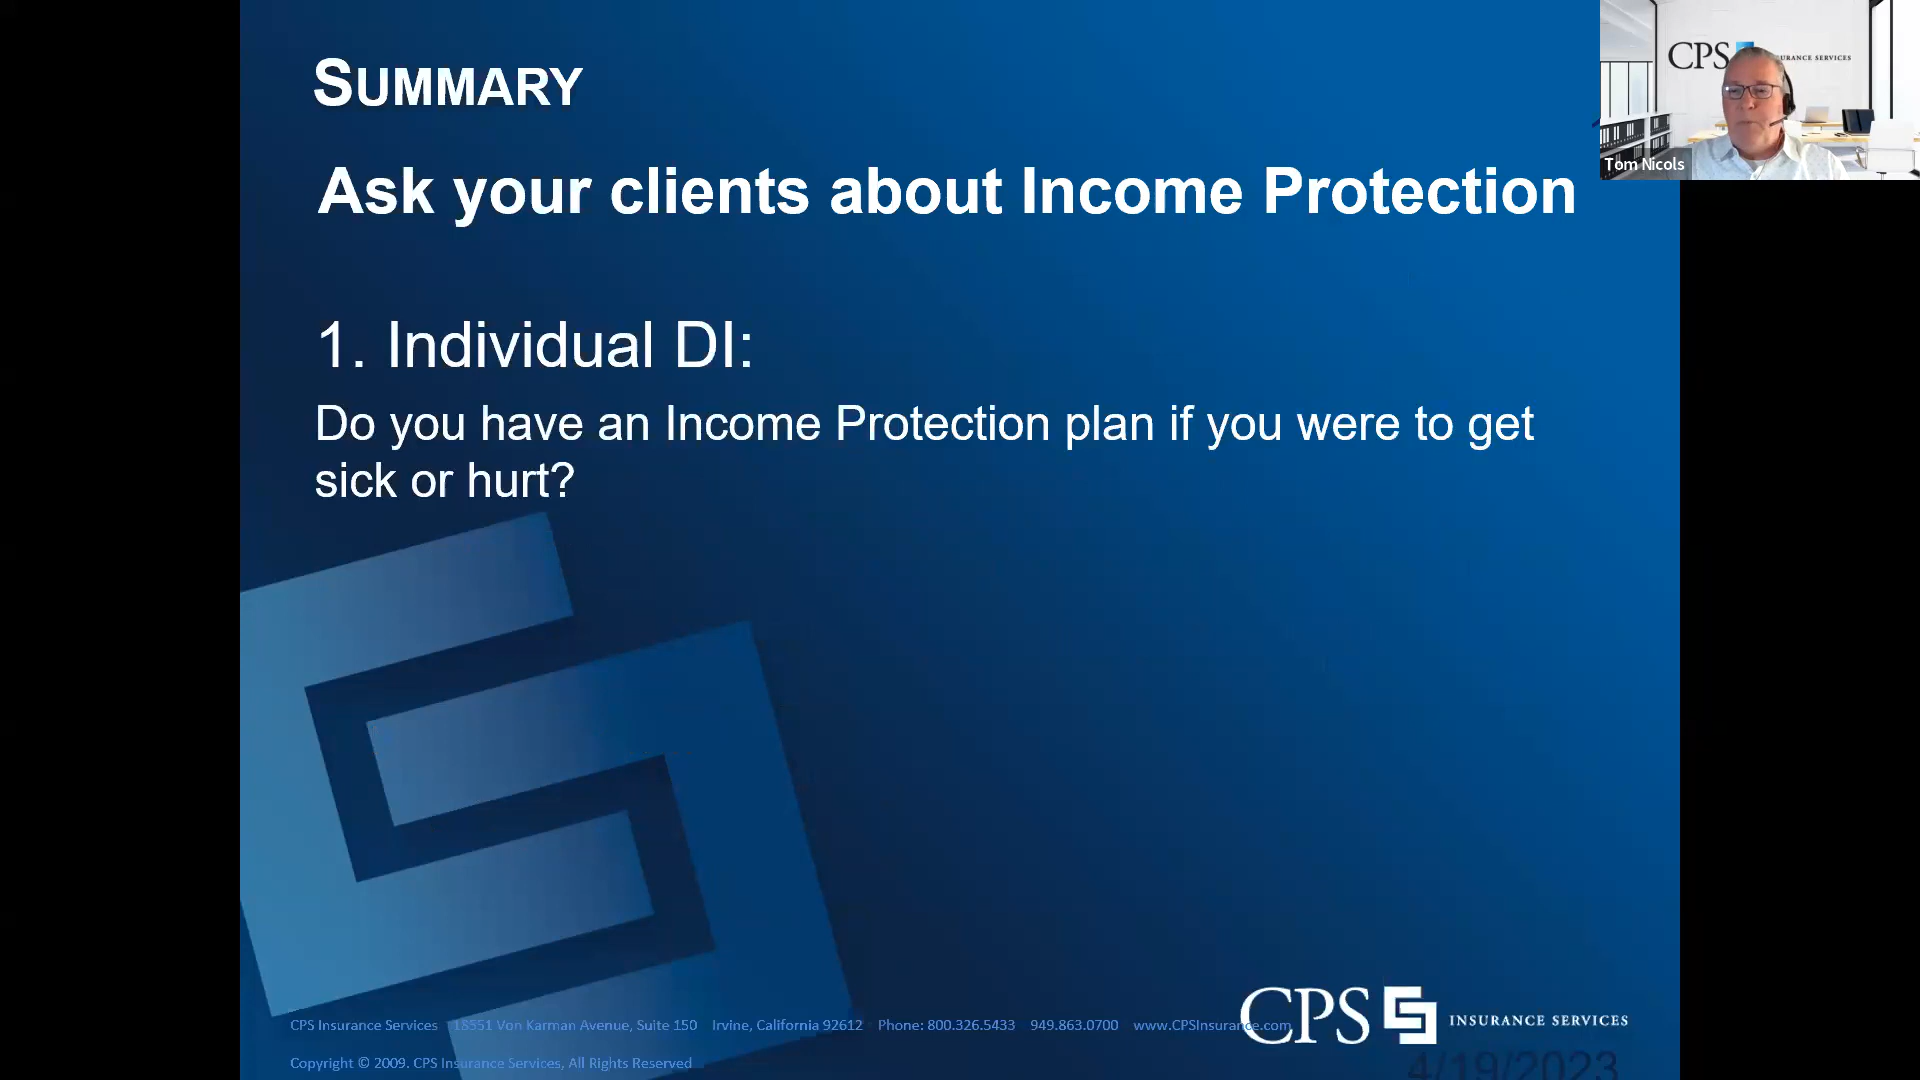 SUMMARY
Ask your clients about Income Protection
1. Individual DI:
Do you have an Income Protection plan if you were to get
sick or hurt?
CPS INSURANCE SERVICES
CPS Insurance Services 18551 Von Karman Avenue, Suite 150 Irvine, California 92612 Phone: 800.326.5433 949.863.0700 www.CPSInsurance.com
Copyright © 2009. CPS Insurance Services, All Rights Reserved
4/19/2023
CPS
URANCE SERVICES
Tom Nicols